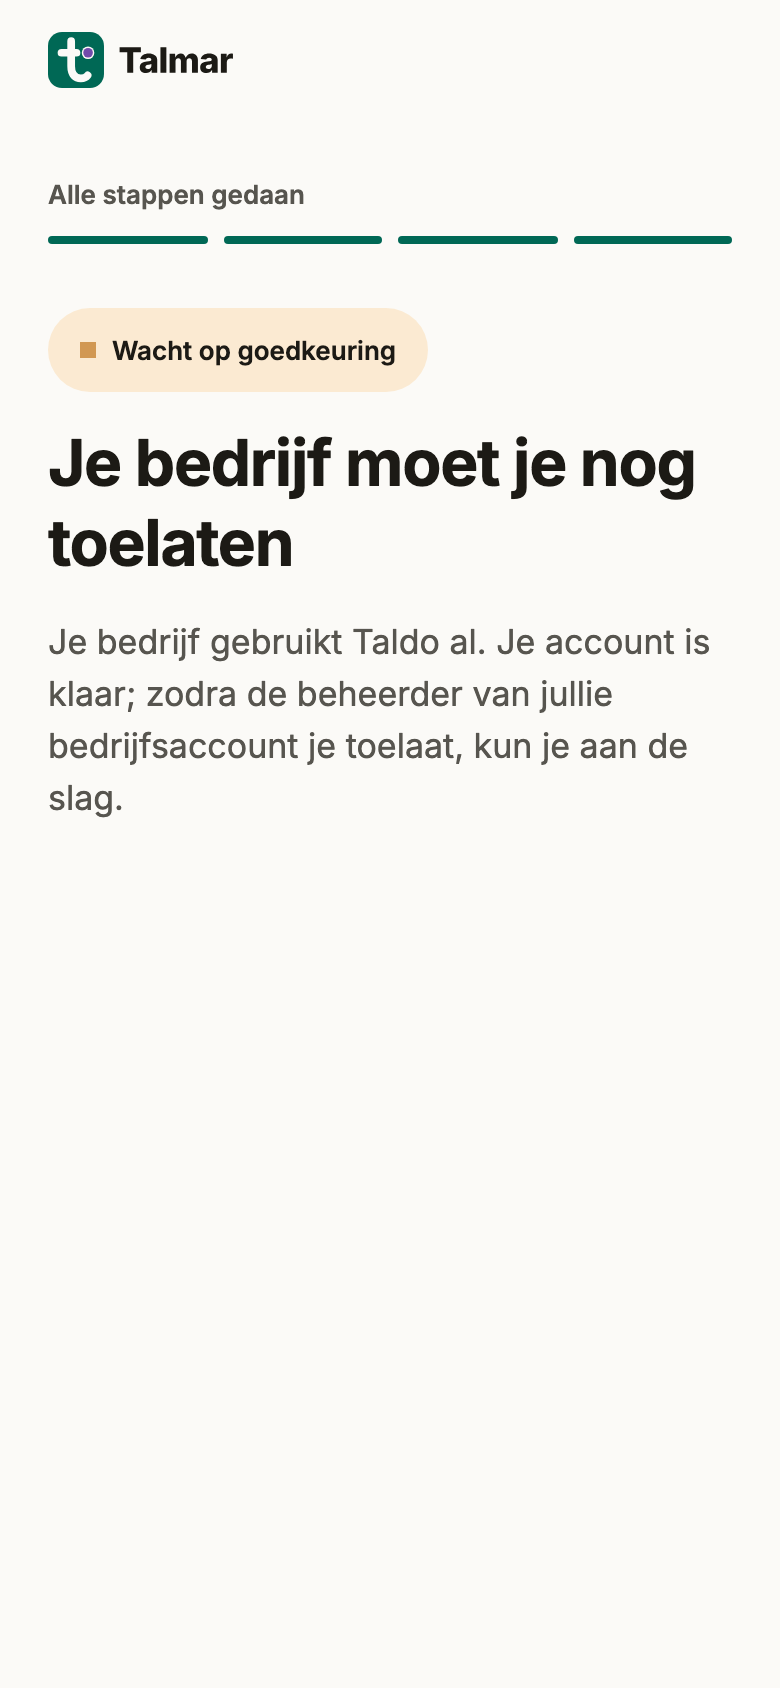 Talmar
Alle stappen gedaan
Wacht op goedkeuring
Je bedrijf moet je nog
toelaten
Je bedrijf gebruikt Taldo al. Je account is
klaar; zodra de beheerder van jullie
bedrijfsaccount je toelaat, kun je aan de
slag.